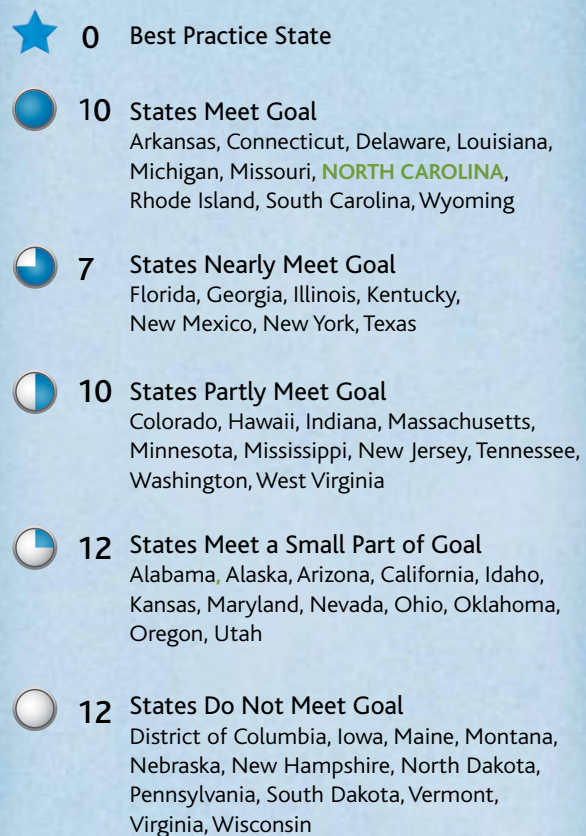 0 Best Practice State
10 States Meet Goal
Arkansas, Connecticut, Delaware, Louisiana,
Michigan, Missouri, NORTH CAROLINA,
Rhode Island, South Carolina, Wyoming
7 States Nearly Meet Goal
Florida, Georgia, Illinois, Kentucky,
New Mexico, New York, Texas
10 States Partly Meet Goal
Colorado, Hawaii, Indiana, Massachusetts,
Minnesota, Mississippi, New Jersey, Tennessee,
Washington, West Virginia
12 States Meet a Small Part of Goal
Alabama, Alaska, Arizona, California, Idaho,
Kansas, Maryland, Nevada, Ohio, Oklahoma,
Oregon, Utah
12 States Do Not Meet Goal
District of Columbia, Iowa, Maine, Montana,
Nebraska, New Hampshire, North Dakota,
Pennsylvania, South Dakota, Vermont,
Virginia, Wisconsin